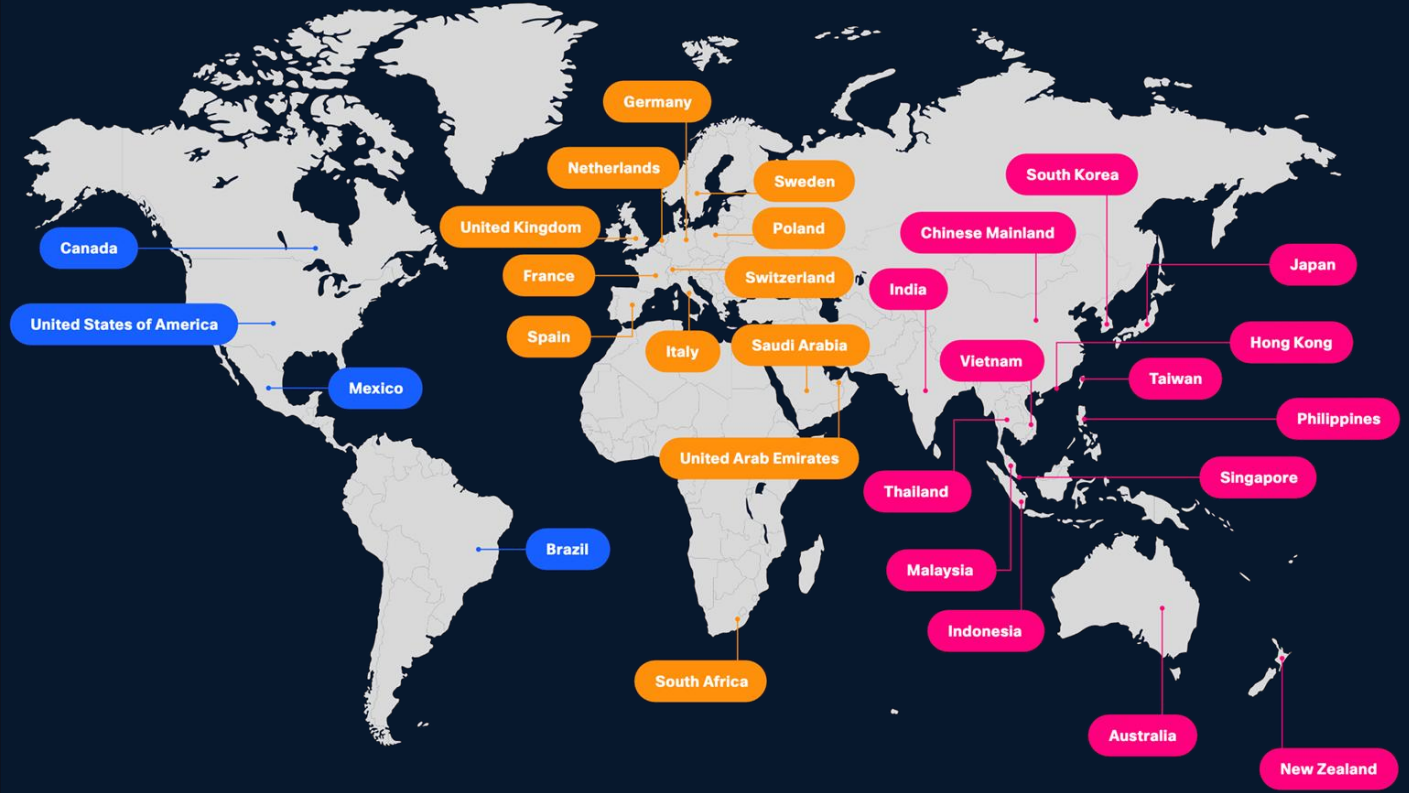 Germany
Netherlands
Sweden
South Korea
United Kingdom
Poland
Chinese Mainland
Canada
France
Switzerland
India
Japan
United States of America
Spain
Italy
Saudi Arabia
Vietnam
Hong Kong
Mexico
Taiwan
Philippines
United Arab Emirates
Thailand
Singapore
Brazil
Malaysia
Indonesia
South Africa
Australia
New Zealand